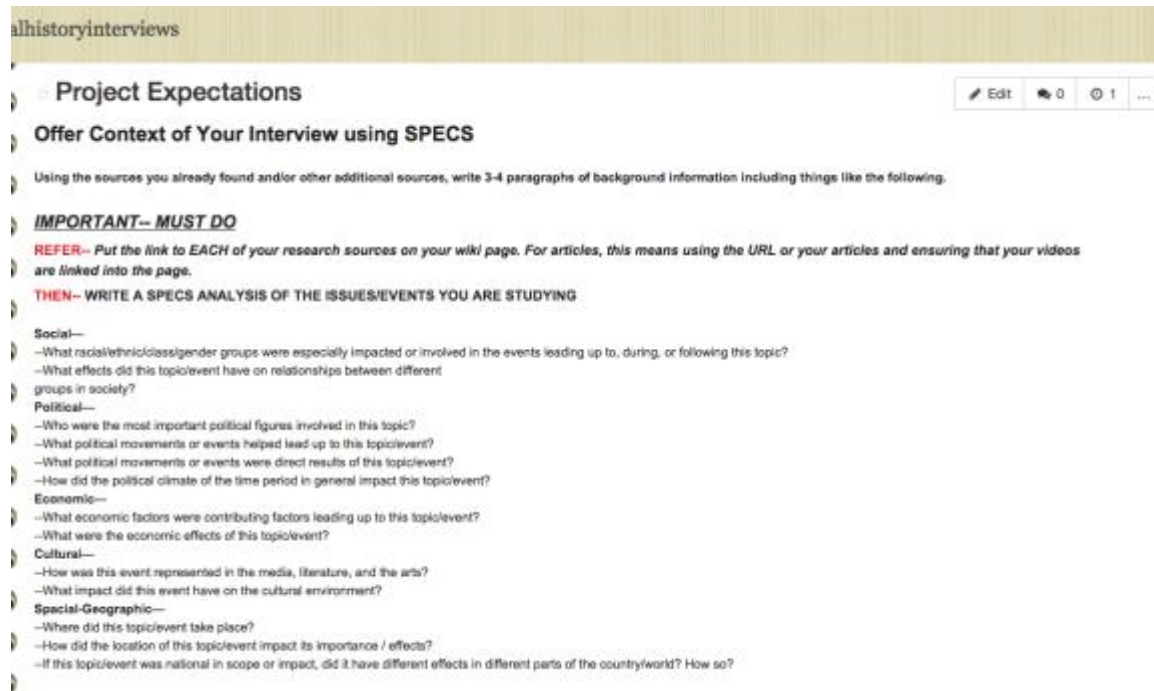 alhistoryinterviews
Project Expectations
Edit 0 1 ...
Offer Context of Your Interview using SPECS
Using the sources you already found and/or other additional sources, write 3-4 paragraphs of background information including things like the following.
IMPORTANT-- MUST DO
REFER-- Put the link to EACH of your research sources on your wiki page. For articles, this means using the URL or your articles and ensuring that your videos
are linked into the page.
THEN-- WRITE A SPECS ANALYSIS OF THE ISSUES/EVENTS YOU ARE STUDYING
Social—
--What racial/ethnic/class/gender groups were especially impacted or involved in the events leading up to, during, or following this topic?
--What effects did this topic/event have on relationships between different
groups in society?
Political—
--Who were the most important political figures involved in this topic?
--What political movements or events helped lead up to this topic/event?
--What political movements or events were direct results of this topic/event?
--How did the political climate of the time period in general impact this topic/event?
Economic—
--What economic factors were contributing factors leading up to this topic/event?
--What were the economic effects of this topic/event?
Cultural—
--How was this event represented in the media, literature, and the arts?
--What impact did this event have on the cultural environment?
Spacial-Geographic—
--Where did this topic/event take place?
--How did the location of this topic/event impact its importance / effects?
--If this topic/event was national in scope or impact, did it have different effects in different parts of the country/world? How so?